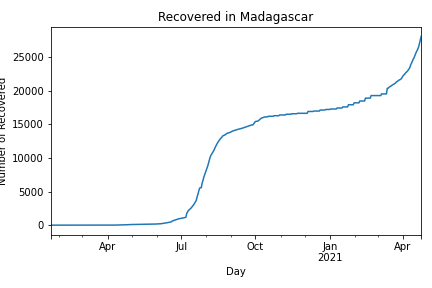 Recovered in Madagascar
Number of Recovered
25000
20000
15000
10000
5000
0
Apr
Jul
Oct
Jan
2021
Apr
Day